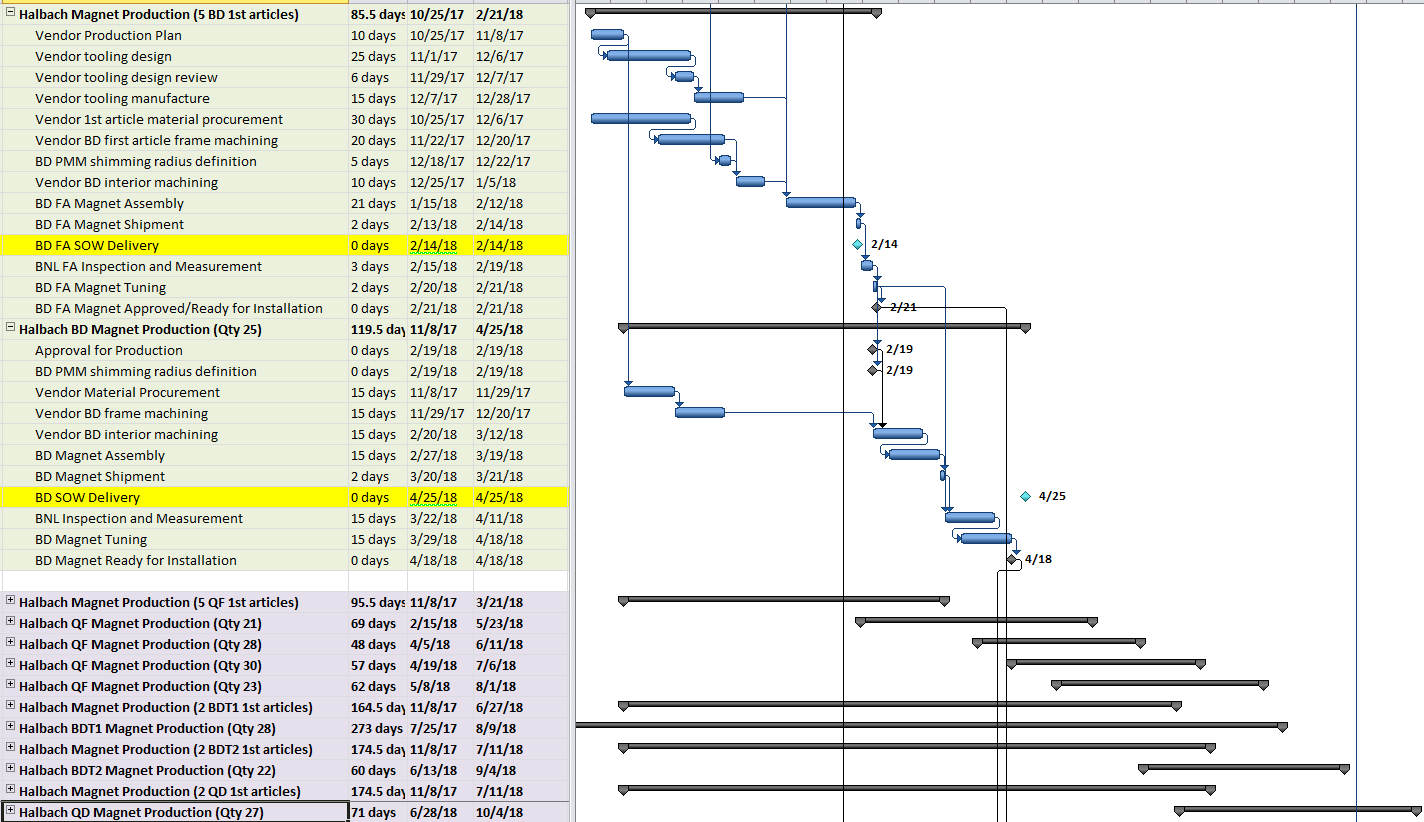 Halbach Magnet Production (5 BD 1st articles) 85.5 days 10/25/17 2/21/18
Vendor Production Plan 10 days 10/25/17 11/8/17
Vendor tooling design 25 days 11/1/17 12/6/17
Vendor tooling design review 6 days 11/29/17 12/7/17
Vendor tooling manufacture 15 days 12/7/17 12/28/17
Vendor 1st article material procurement 30 days 10/25/17 12/6/17
Vendor BD first article frame machining 20 days 11/22/17 12/20/17
BD PMM shimming radius definition 5 days 12/18/17 12/22/17
Vendor BD interior machining 10 days 12/25/17 1/5/18
BD FA Magnet Assembly 21 days 1/15/18 2/12/18
BD FA Magnet Shipment 2 days 2/13/18 2/14/18
BD FA SOW Delivery 0 days 2/14/18 2/14/18 2/14
BNL FA Inspection and Measurement 3 days 2/15/18 2/19/18
BD FA Magnet Tuning 2 days 2/20/18 2/21/18
BD FA Magnet Approved/Ready for Installation 0 days 2/21/18 2/21/18 2/21
Halbach BD Magnet Production (Qty 25) 119.5 day 11/8/17 4/25/18
Approval for Production 0 days 2/19/18 2/19/18 2/19
BD PMM shimming radius definition 0 days 2/19/18 2/19/18 2/19
Vendor Material Procurement 15 days 11/8/17 11/29/17
Vendor BD frame machining 15 days 11/29/17 12/20/17
Vendor BD interior machining 15 days 2/20/18 3/12/18
BD Magnet Assembly 15 days 2/27/18 3/19/18
BD Magnet Shipment 2 days 3/20/18 3/21/18
BD SOW Delivery 0 days 4/25/18 4/25/18 4/25
BNL Inspection and Measurement 15 days 3/22/18 4/11/18
BD Magnet Tuning 15 days 3/29/18 4/18/18
BD Magnet Ready for Installation 0 days 4/18/18 4/18/18 4/18
Halbach Magnet Production (5 QF 1st articles) 95.5 days 11/8/17 3/21/18
Halbach QF Magnet Production (Qty 21) 69 days 2/15/18 5/23/18
Halbach QF Magnet Production (Qty 28) 48 days 4/5/18 6/11/18
Halbach QF Magnet Production (Qty 30) 57 days 4/19/18 7/6/18
Halbach QF Magnet Production (Qty 23) 62 days 5/8/18 8/1/18
Halbach Magnet Production (2 BDT1 1st articles) 164.5 day 11/8/17 6/27/18
Halbach BDT1 Magnet Production (Qty 28) 273 days 7/25/17 8/9/18
Halbach Magnet Production (2 BDT2 1st articles) 174.5 day 11/8/17 7/11/18
Halbach BDT2 Magnet Production (Qty 22) 60 days 6/13/18 9/4/18
Halbach Magnet Production (2 QD 1st articles) 174.5 day 11/8/17 7/11/18
Halbach QD Magnet Production (Qty 27) 71 days 6/28/18 10/4/18